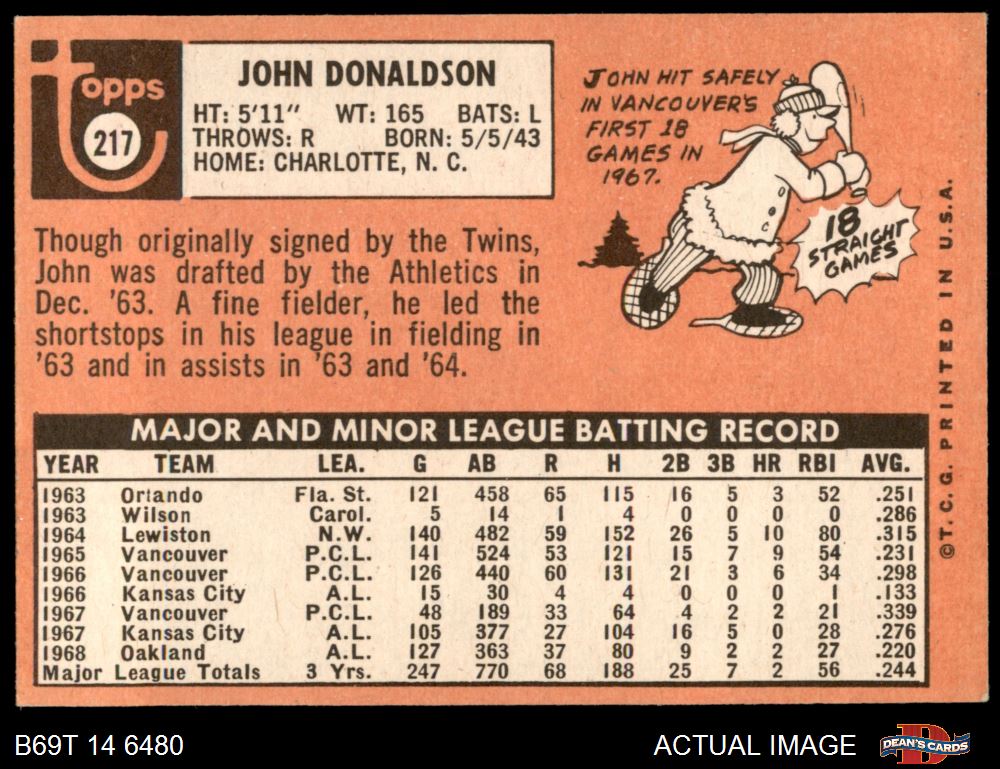 topps
217
JOHN DONALDSON
HT: 5'11" WT: 165 BATS: L
THROWS: R BORN: 5/5/43
HOME: CHARLOTTE, N. C.
JOHN HIT SAFELY
IN VANCOUVER'S
FIRST 18
GAMES IN
1967.
18
STRAIGHT
GAMES
Though originally signed by the Twins,
John was drafted by the Athletics in
Dec. '63. A fine fielder, he led the
shortstops in his league in fielding in
'63 and in assists in '63 and '64.
MAJOR AND MINOR LEAGUE BATTING RECORD
YEAR TEAM LEA. G AB R H 2B 3B HR RBI AVG.
1963 Orlando Fla. St. 121 458 65 115 16 5 3 52 .251
1963 Wilson Carol. 5 14 1 4 0 0 0 0 .286
1964 Lewiston N.W. 140 482 59 152 26 5 10 80 .315
1965 Vancouver P.C.L. 141 524 53 121 15 7 9 54 .231
1966 Vancouver P.C.L. 126 440 60 131 21 3 6 34 .298
1966 Kansas City A.L. 15 30 4 4 0 0 0 1 .133
1967 Vancouver P.C.L. 48 189 33 64 4 2 2 21 .339
1967 Kansas City A.L. 105 377 27 104 16 5 0 28 .276
1968 Oakland A.L. 127 363 37 80 9 2 2 27 .220
Major League Totals 3 Yrs. 247 770 68 188 25 7 2 56 .244
©T. C. G. PRINTED IN U.S.A.
B69T 14 6480
ACTUAL IMAGE
D
DEAN'S CARDS